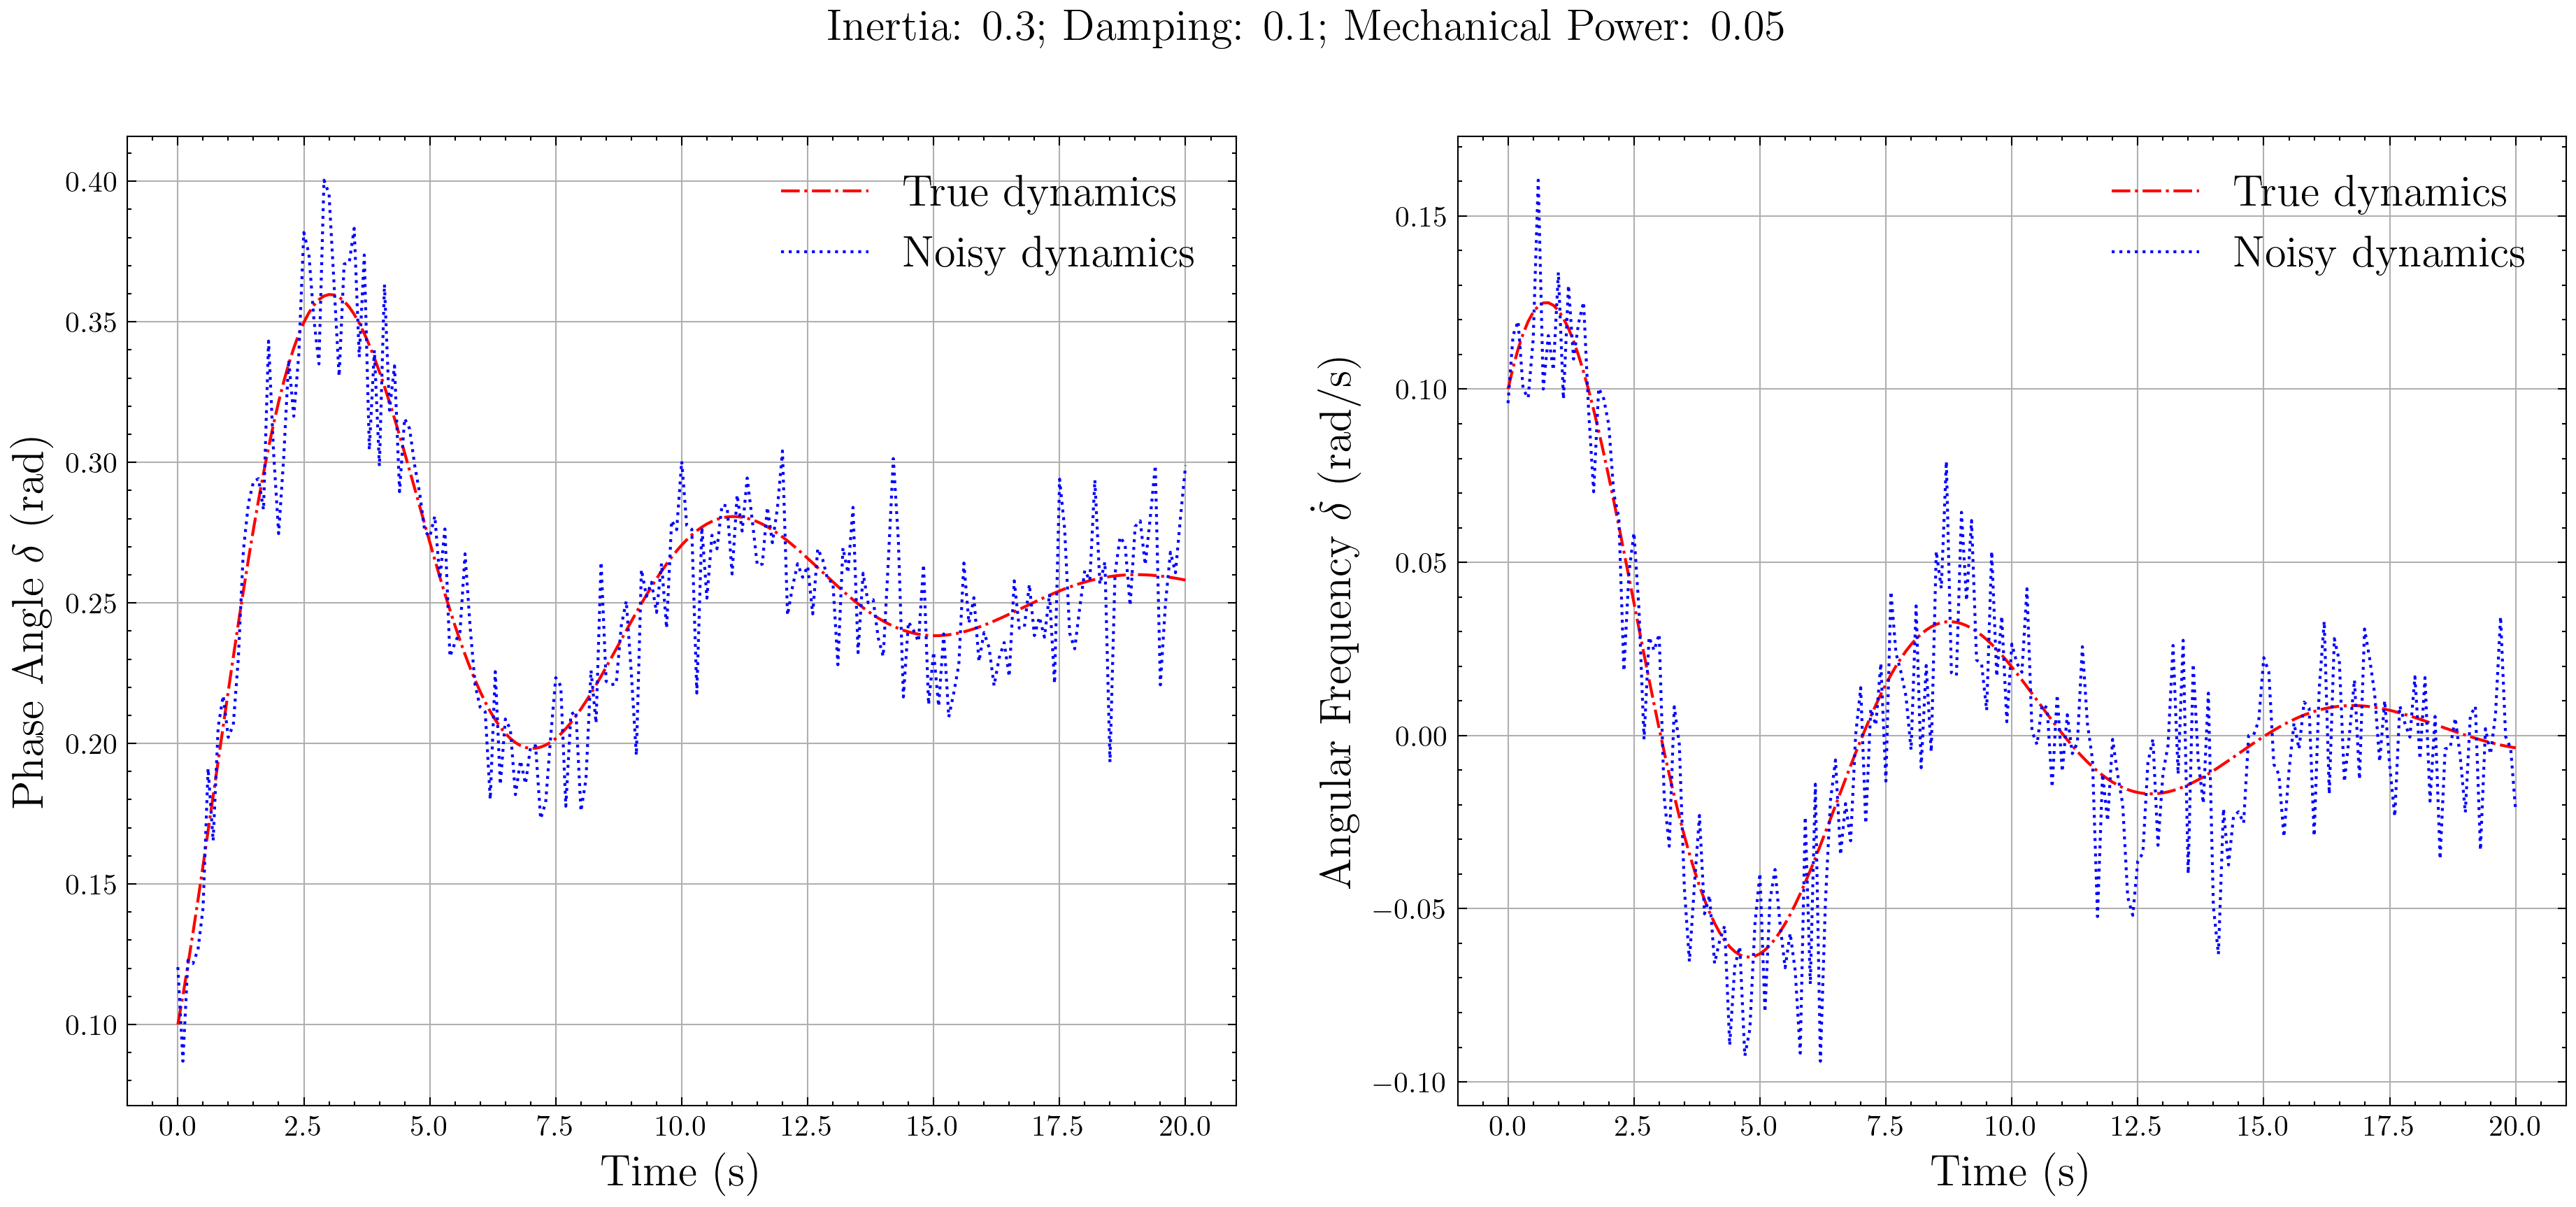 Inertia: 0.3; Damping: 0.1; Mechanical Power: 0.05
True dynamics
Noisy dynamics
0.40
0.35
0.30
0.25
0.20
0.15
0.10
Phase Angle δ (rad)
0.0 2.5 5.0 7.5 10.0 12.5 15.0 17.5 20.0
Time (s)
True dynamics
Noisy dynamics
0.15
0.10
0.05
0.00
−0.05
−0.10
Angular Frequency δ̇ (rad/s)
0.0 2.5 5.0 7.5 10.0 12.5 15.0 17.5 20.0
Time (s)